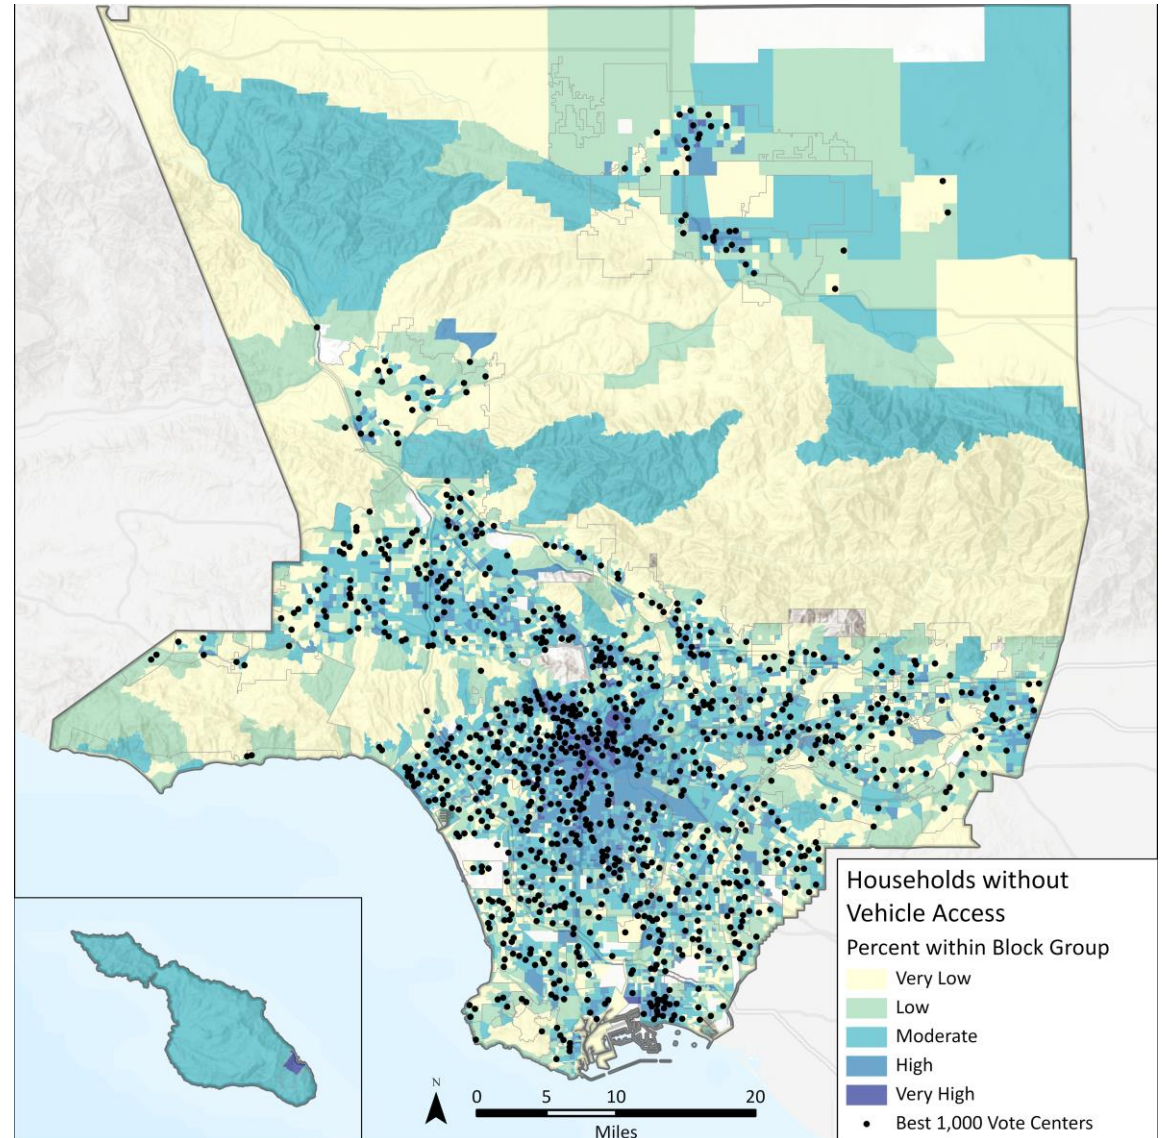 Households without
Vehicle Access
Percent within Block Group
Very Low
Low
Moderate
High
Very High
Best 1,000 Vote Centers
N
0 5 10 20
Miles